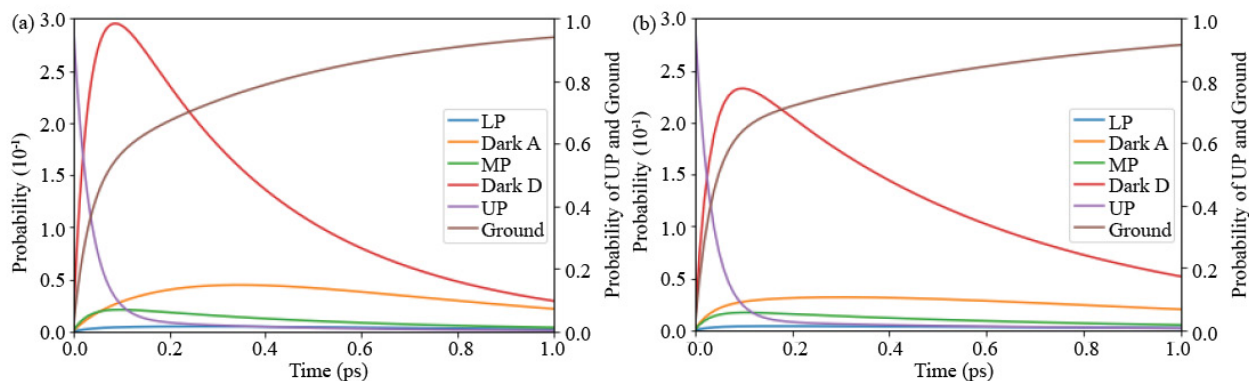 (a)
3.0
2.5
2.0
1.5
1.0
0.5
0.0
Probability (10⁻¹)
LP
Dark A
MP
Dark D
UP
Ground
1.0
0.8
0.6
0.4
0.2
0.0
Probability of UP and Ground
0.0 0.2 0.4 0.6 0.8 1.0
Time (ps)
(b)
3.0
2.5
2.0
1.5
1.0
0.5
0.0
Probability (10⁻¹)
LP
Dark A
MP
Dark D
UP
Ground
1.0
0.8
0.6
0.4
0.2
0.0
Probability of UP and Ground
0.0 0.2 0.4 0.6 0.8 1.0
Time (ps)